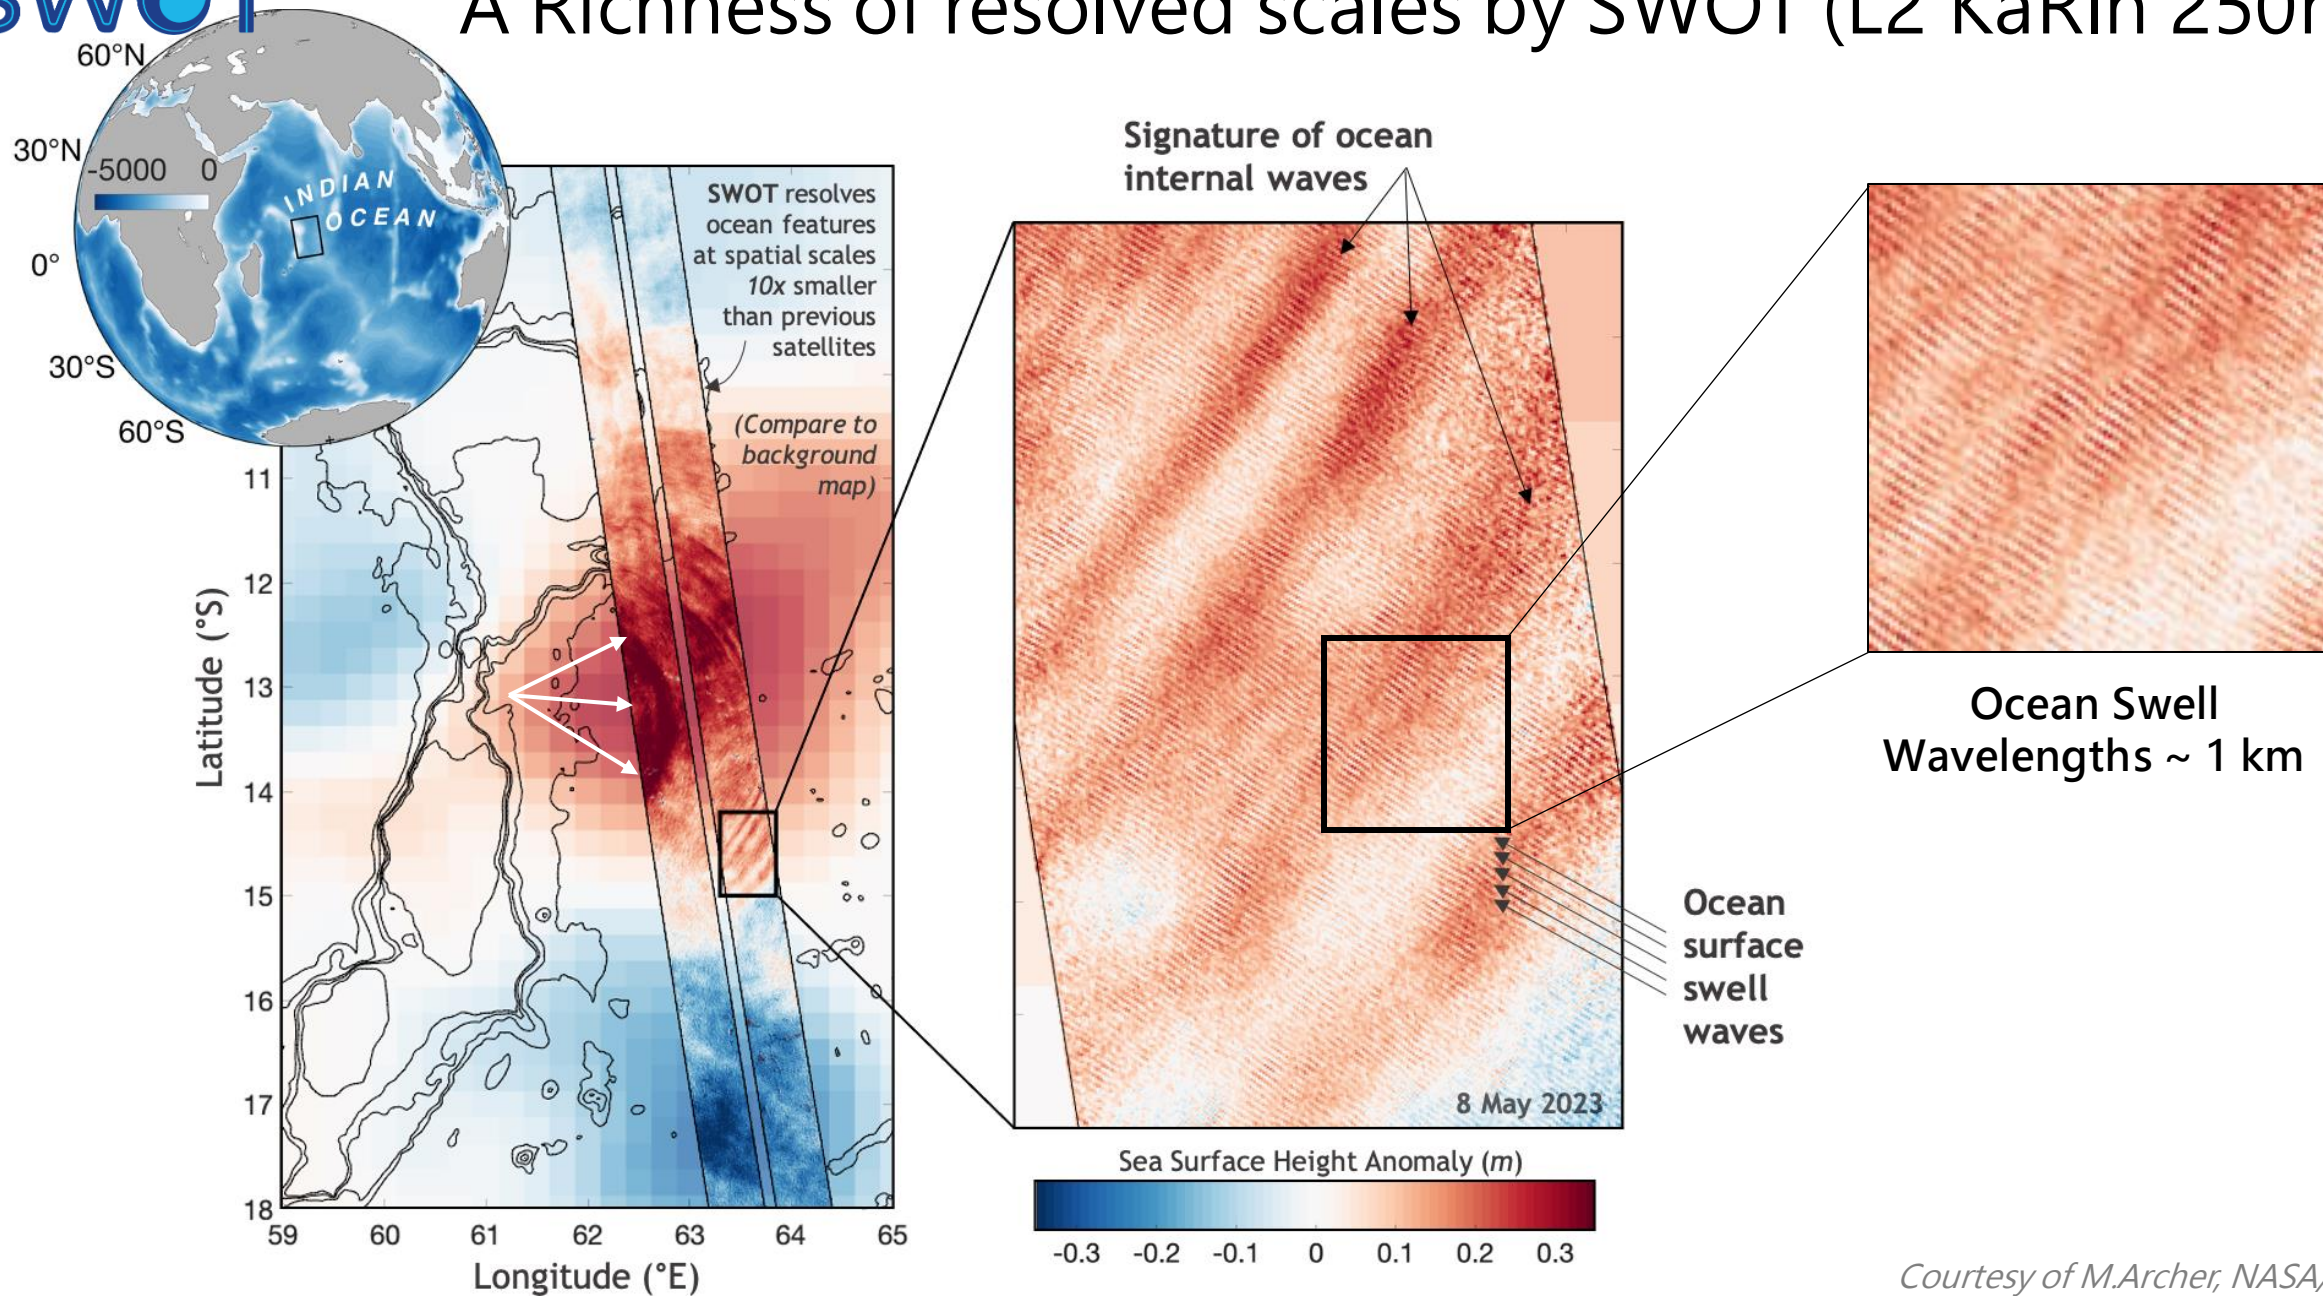 SWOT
A Richness of resolved scales by SWOT (L2 KaRIn 250
60°N
30°N
0°
30°S
60°S
-5000 0
INDIAN
OCEAN
SWOT resolves
ocean features
at spatial scales
10x smaller
than previous
satellites
(Compare to
background
map)
Latitude (°S)
11
12
13
14
15
16
17
18
59 60 61 62 63 64 65
Longitude (°E)
Signature of ocean
internal waves
8 May 2023
Ocean
surface
swell
waves
Sea Surface Height Anomaly (m)
-0.3 -0.2 -0.1 0 0.1 0.2 0.3
Ocean Swell
Wavelengths ~ 1 km
Courtesy of M.Archer, NASA/